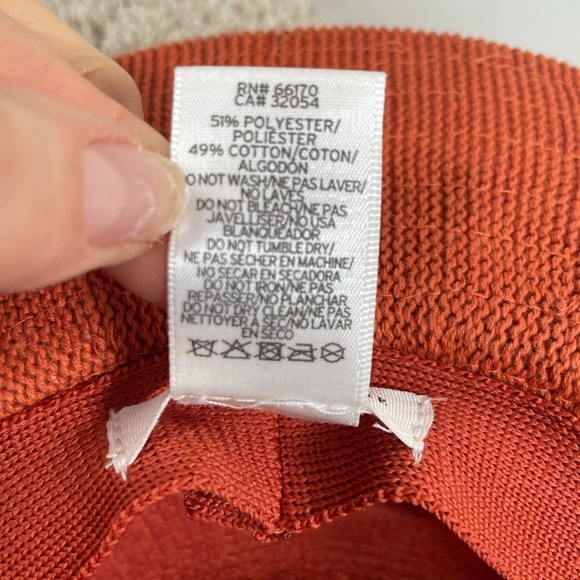 RN# 66170
CA# 32054
51% POLYESTER/
POLIÉSTER
49% COTTON/COTON/
ALGODÓN
DO NOT WASH/NE PAS LAVER/
NO LAVES
DO NOT BLEACH/NE PAS
JAVELLISER/NO USA
BLANQUEADOR
DO NOT TUMBLE DRY/
NE PAS SÉCHER EN MACHINE/
NO SECAR EN SECADORA
DO NOT IRON/NE PAS
REPASSER/NO PLANCHAR
DO NOT DRY CLEAN/NE PAS
NETTOYER A SEC/NO LAVAR
EN SECO